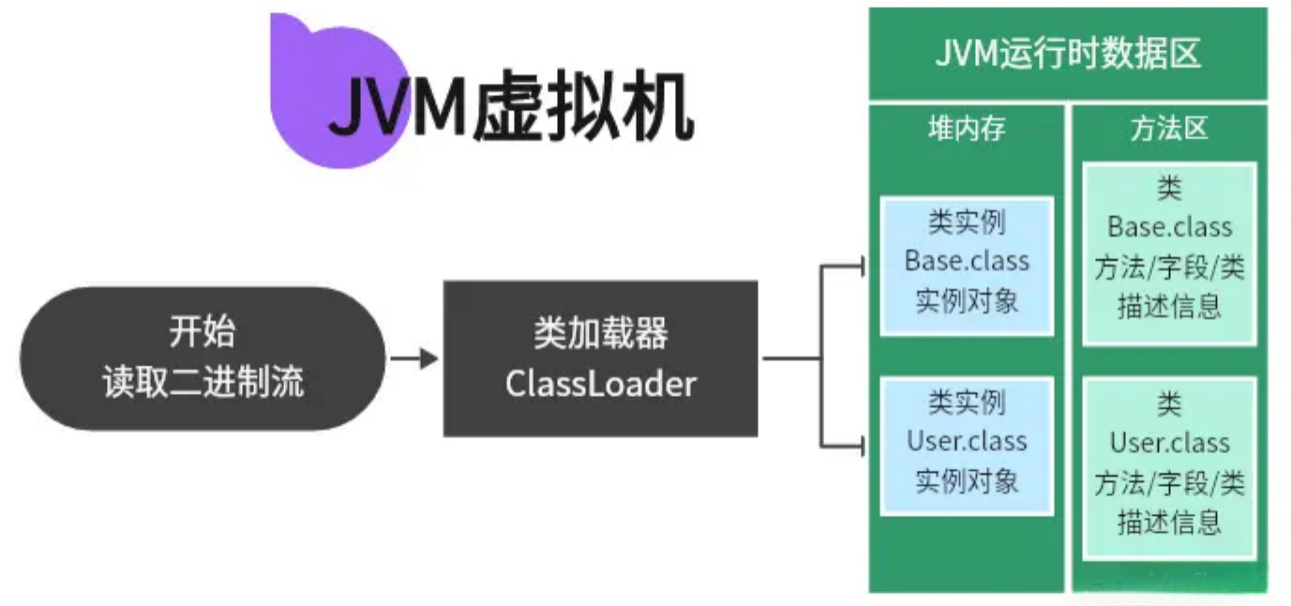 JVM虚拟机
开始
读取二进制流
类加载器
ClassLoader
JVM运行时数据区
堆内存
类实例
Base.class
实例对象
类实例
User.class
实例对象
方法区
类
Base.class
方法/字段/类
描述信息
类
User.class
方法/字段/类
描述信息